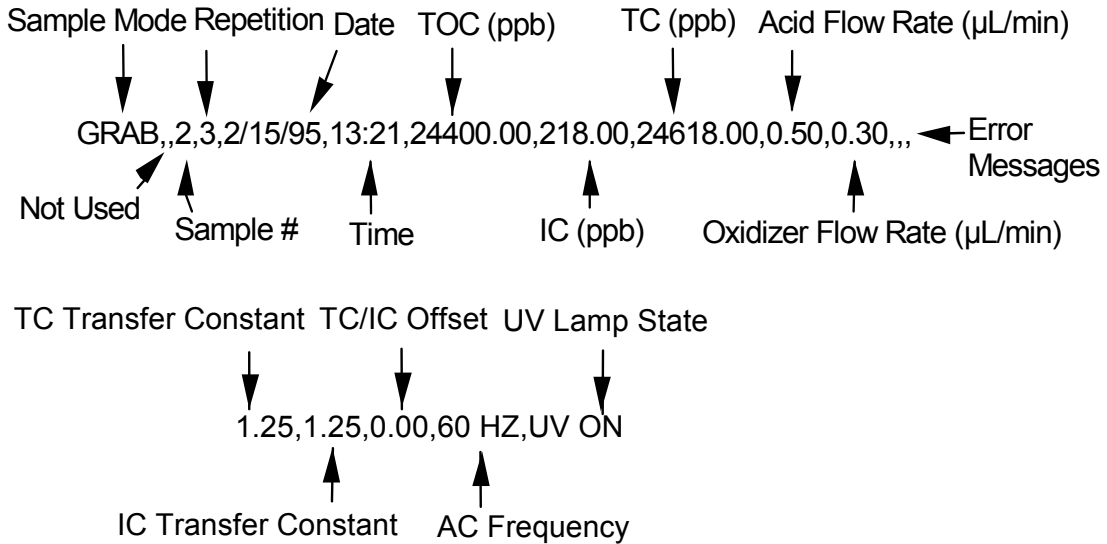 Sample Mode Repetition Date TOC (ppb) TC (ppb) Acid Flow Rate (µL/min)
GRAB,,2,3,2/15/95,13:21,24400.00,218.00,24618.00,0.50,0.30,,,
Error
Messages
Not Used
Sample # Time IC (ppb) Oxidizer Flow Rate (µL/min)
TC Transfer Constant TC/IC Offset UV Lamp State
1.25,1.25,0.00,60 HZ,UV ON
IC Transfer Constant AC Frequency